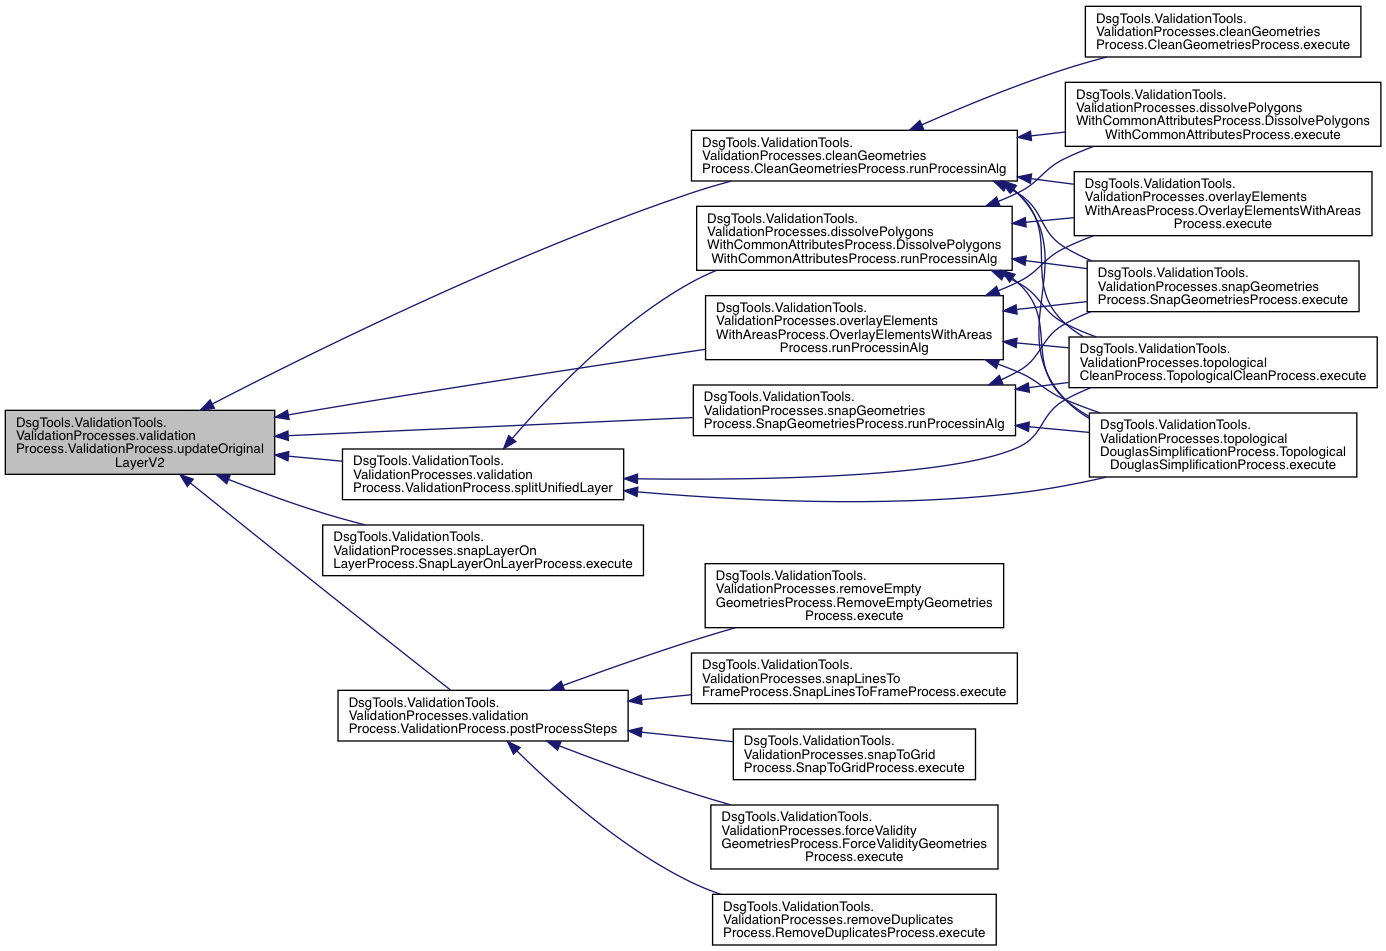 DsgTools.ValidationTools.
ValidationProcesses.cleanGeometries
Process.CleanGeometriesProcess.execute
DsgTools.ValidationTools.
ValidationProcesses.dissolvePolygons
WithCommonAttributesProcess.DissolvePolygons
WithCommonAttributesProcess.execute
DsgTools.ValidationTools.
ValidationProcesses.cleanGeometries
Process.CleanGeometriesProcess.runProcessinAlg
DsgTools.ValidationTools.
ValidationProcesses.overlayElements
WithAreasProcess.OverlayElementsWithAreas
Process.execute
DsgTools.ValidationTools.
ValidationProcesses.dissolvePolygons
WithCommonAttributesProcess.DissolvePolygons
WithCommonAttributesProcess.runProcessinAlg
DsgTools.ValidationTools.
ValidationProcesses.snapGeometries
Process.SnapGeometriesProcess.execute
DsgTools.ValidationTools.
ValidationProcesses.overlayElements
WithAreasProcess.OverlayElementsWithAreas
Process.runProcessinAlg
DsgTools.ValidationTools.
ValidationProcesses.topological
CleanProcess.TopologicalCleanProcess.execute
DsgTools.ValidationTools.
ValidationProcesses.snapGeometries
Process.SnapGeometriesProcess.runProcessinAlg
DsgTools.ValidationTools.
ValidationProcesses.topological
DouglasSimplificationProcess.Topological
DouglasSimplificationProcess.execute
DsgTools.ValidationTools.
ValidationProcesses.validation
Process.ValidationProcess.updateOriginal
LayerV2
DsgTools.ValidationTools.
ValidationProcesses.validation
Process.ValidationProcess.splitUnifiedLayer
DsgTools.ValidationTools.
ValidationProcesses.snapLayerOn
LayerProcess.SnapLayerOnLayerProcess.execute
DsgTools.ValidationTools.
ValidationProcesses.removeEmpty
GeometriesProcess.RemoveEmptyGeometries
Process.execute
DsgTools.ValidationTools.
ValidationProcesses.snapLinesTo
FrameProcess.SnapLinesToFrameProcess.execute
DsgTools.ValidationTools.
ValidationProcesses.validation
Process.ValidationProcess.postProcessSteps
DsgTools.ValidationTools.
ValidationProcesses.snapToGrid
Process.SnapToGridProcess.execute
DsgTools.ValidationTools.
ValidationProcesses.forceValidity
GeometriesProcess.ForceValidityGeometries
Process.execute
DsgTools.ValidationTools.
ValidationProcesses.removeDuplicates
Process.RemoveDuplicatesProcess.execute